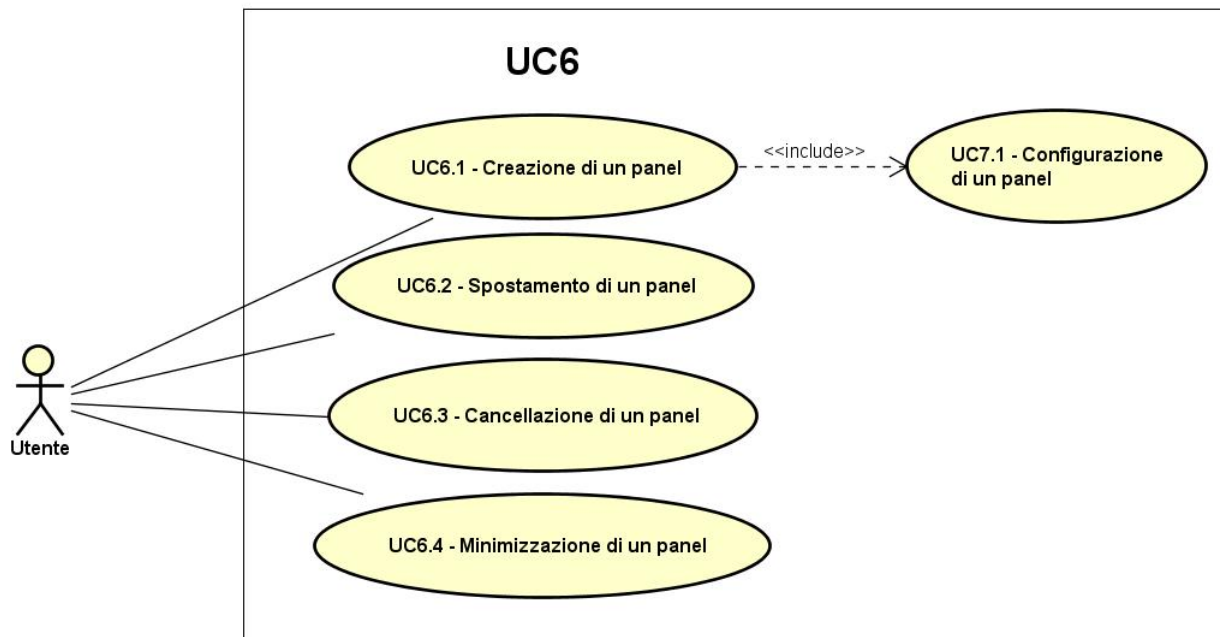 UC6
UC6.1 - Creazione di un panel
<<include>>
UC7.1 - Configurazione
di un panel
UC6.2 - Spostamento di un panel
UC6.3 - Cancellazione di un panel
Utente
UC6.4 - Minimizzazione di un panel